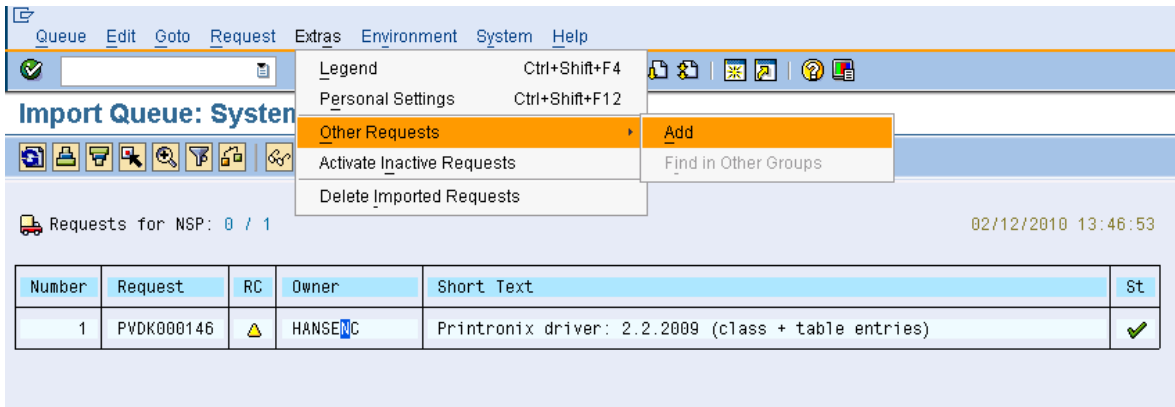 Queue Edit Goto Request Extras Environment System Help
Legend Ctrl+Shift+F4
Personal Settings Ctrl+Shift+F12
Import Queue: System
Other Requests Add
Activate Inactive Requests Find in Other Groups
Delete Imported Requests
Requests for NSP: 0 / 1 02/12/2010 13:46:53
Number Request RC Owner Short Text St
1 PVDK000146 HANSENC Printronix driver: 2.2.2009 (class + table entries)